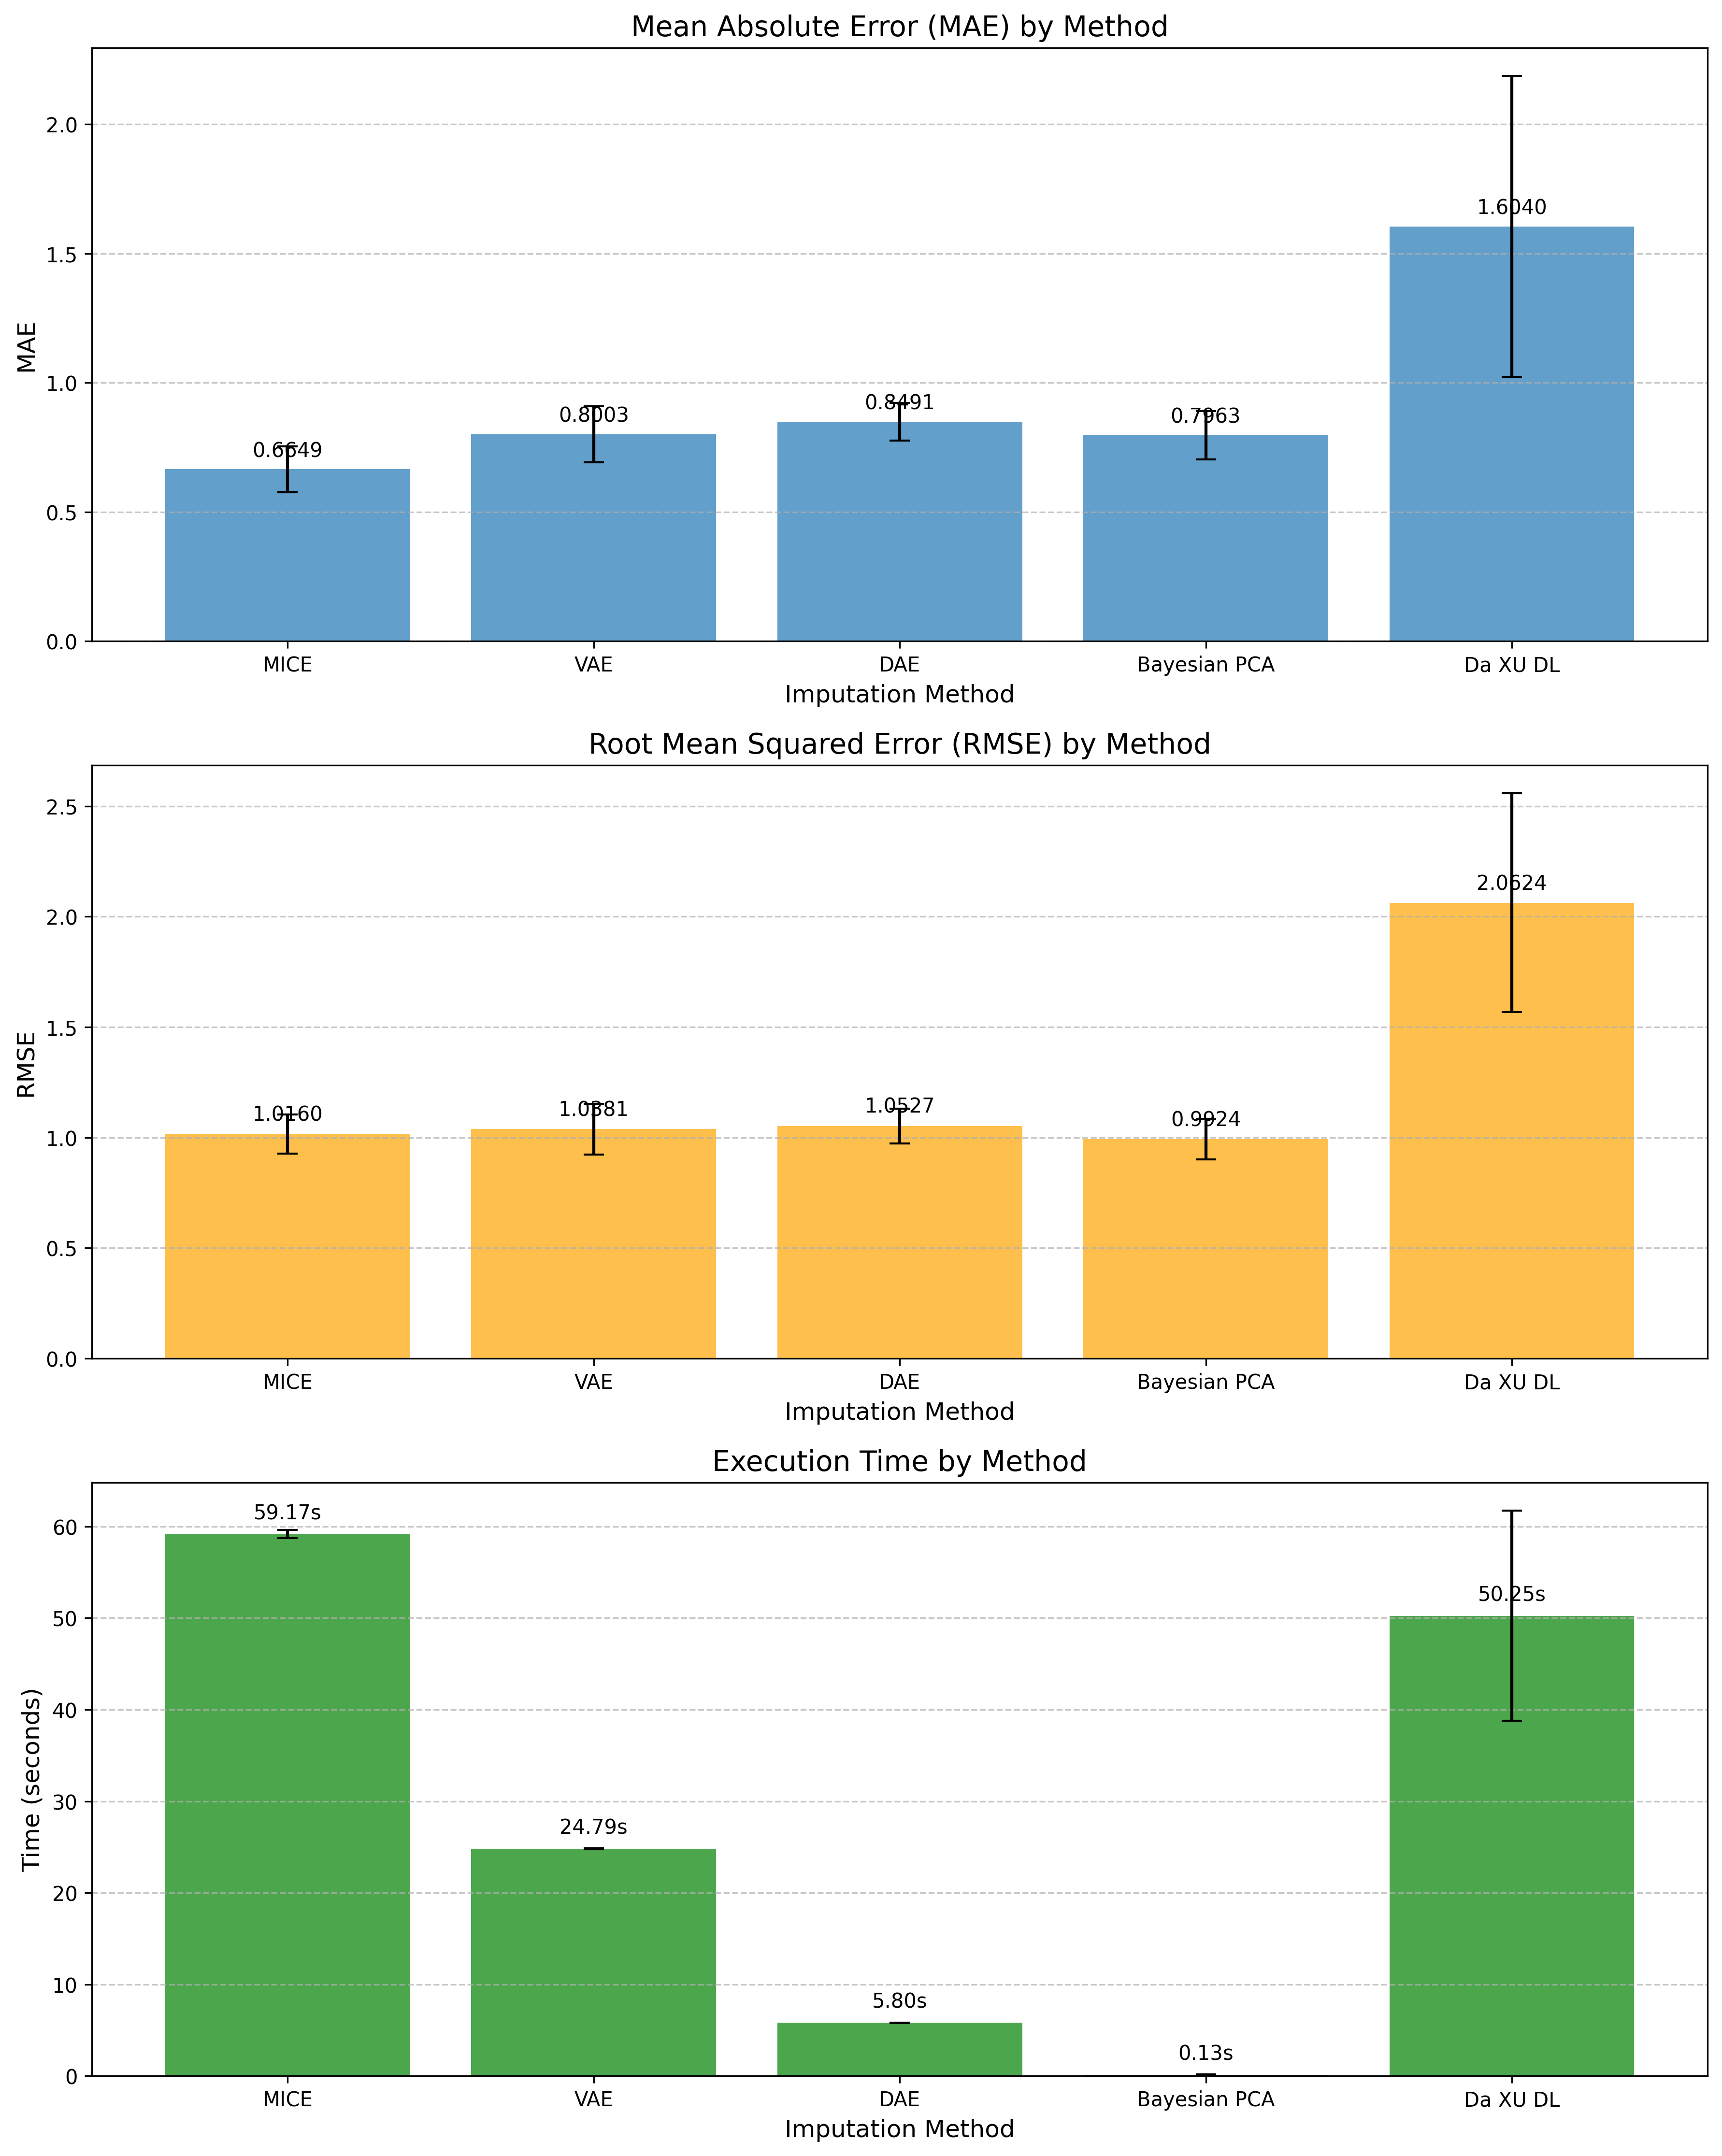 Mean Absolute Error (MAE) by Method
MAE
2.0
1.5
1.0
0.5
0.0
0.6649
0.8003
0.8491
0.7963
1.6040
MICE
VAE
DAE
Bayesian PCA
Da XU DL
Imputation Method
Root Mean Squared Error (RMSE) by Method
RMSE
2.5
2.0
1.5
1.0
0.5
0.0
1.0160
1.0381
1.0527
0.9924
2.0624
MICE
VAE
DAE
Bayesian PCA
Da XU DL
Imputation Method
Execution Time by Method
Time (seconds)
60
50
40
30
20
10
0
59.17s
24.79s
5.80s
0.13s
50.25s
MICE
VAE
DAE
Bayesian PCA
Da XU DL
Imputation Method